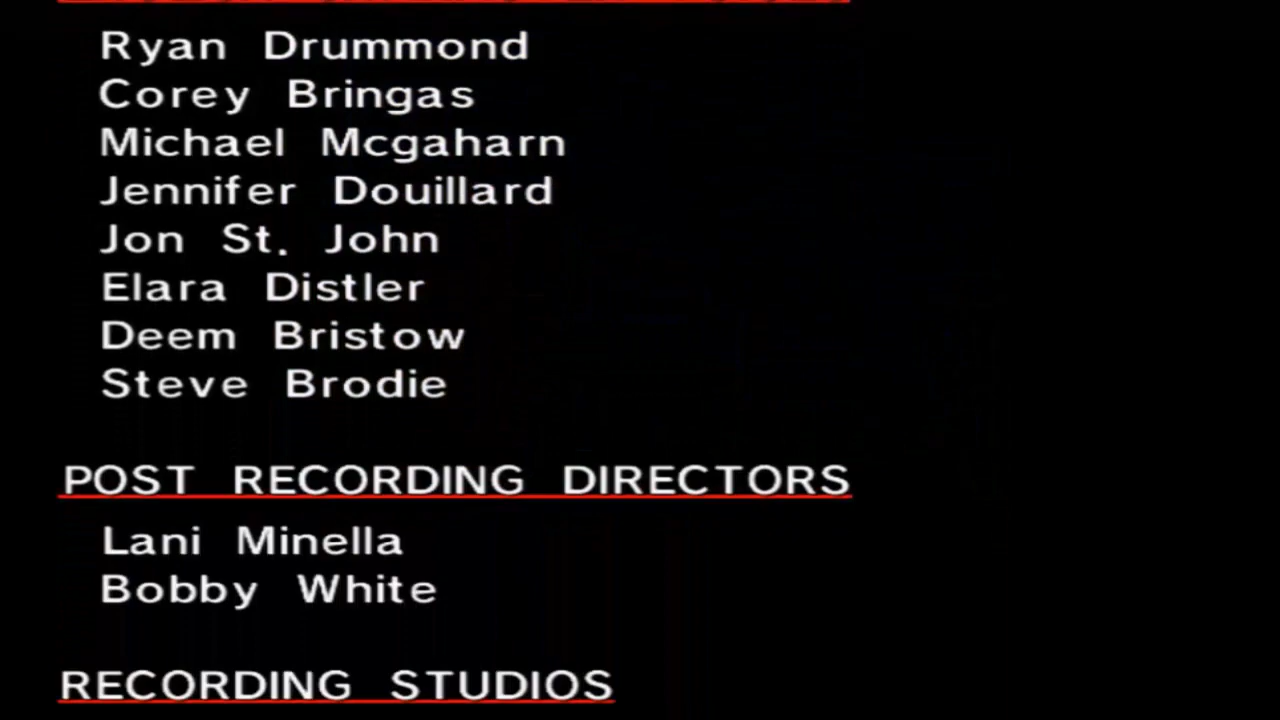 Ryan Drummond
Corey Bringas
Michael Mcgaharn
Jennifer Douillard
Jon St. John
Elara Distler
Deem Bristow
Steve Brodie
POST RECORDING DIRECTORS
Lani Minella
Bobby White
RECORDING STUDIOS